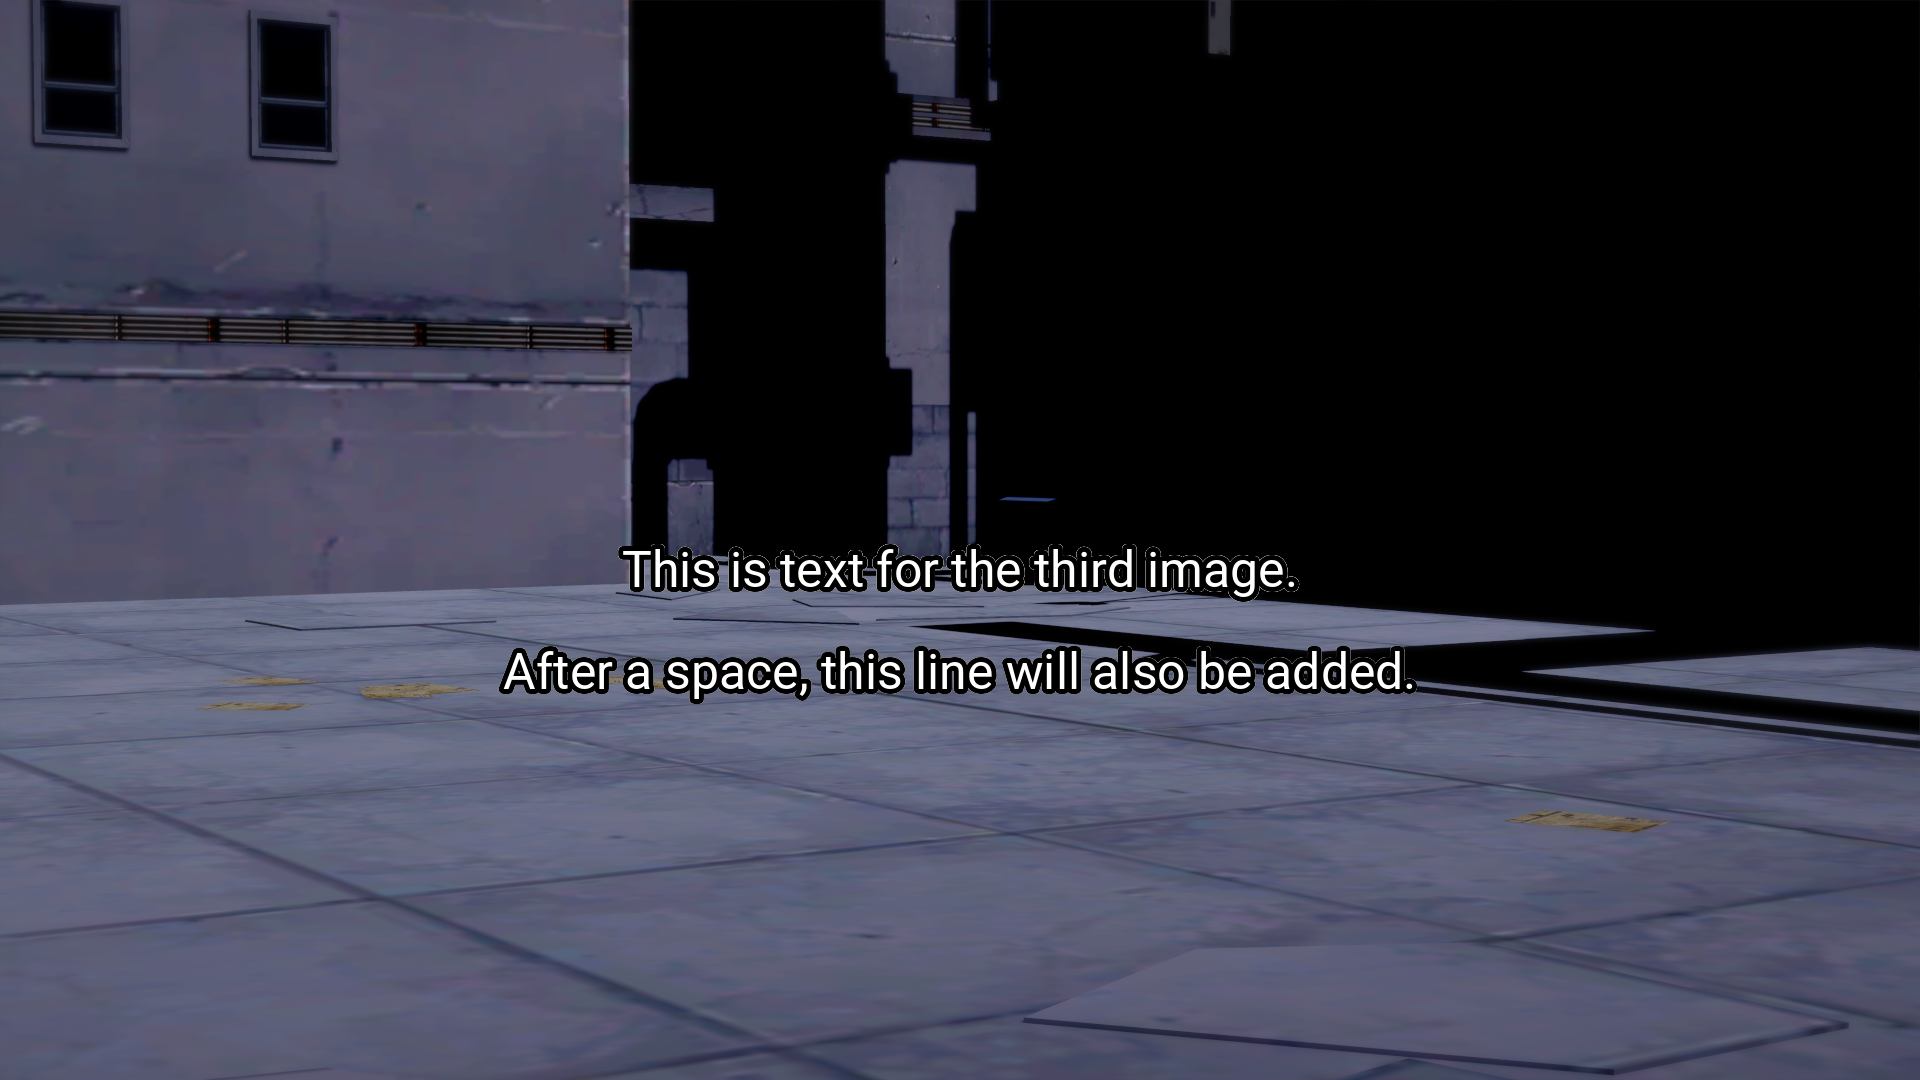 This is text for the third image.
After a space, this line will also be added.